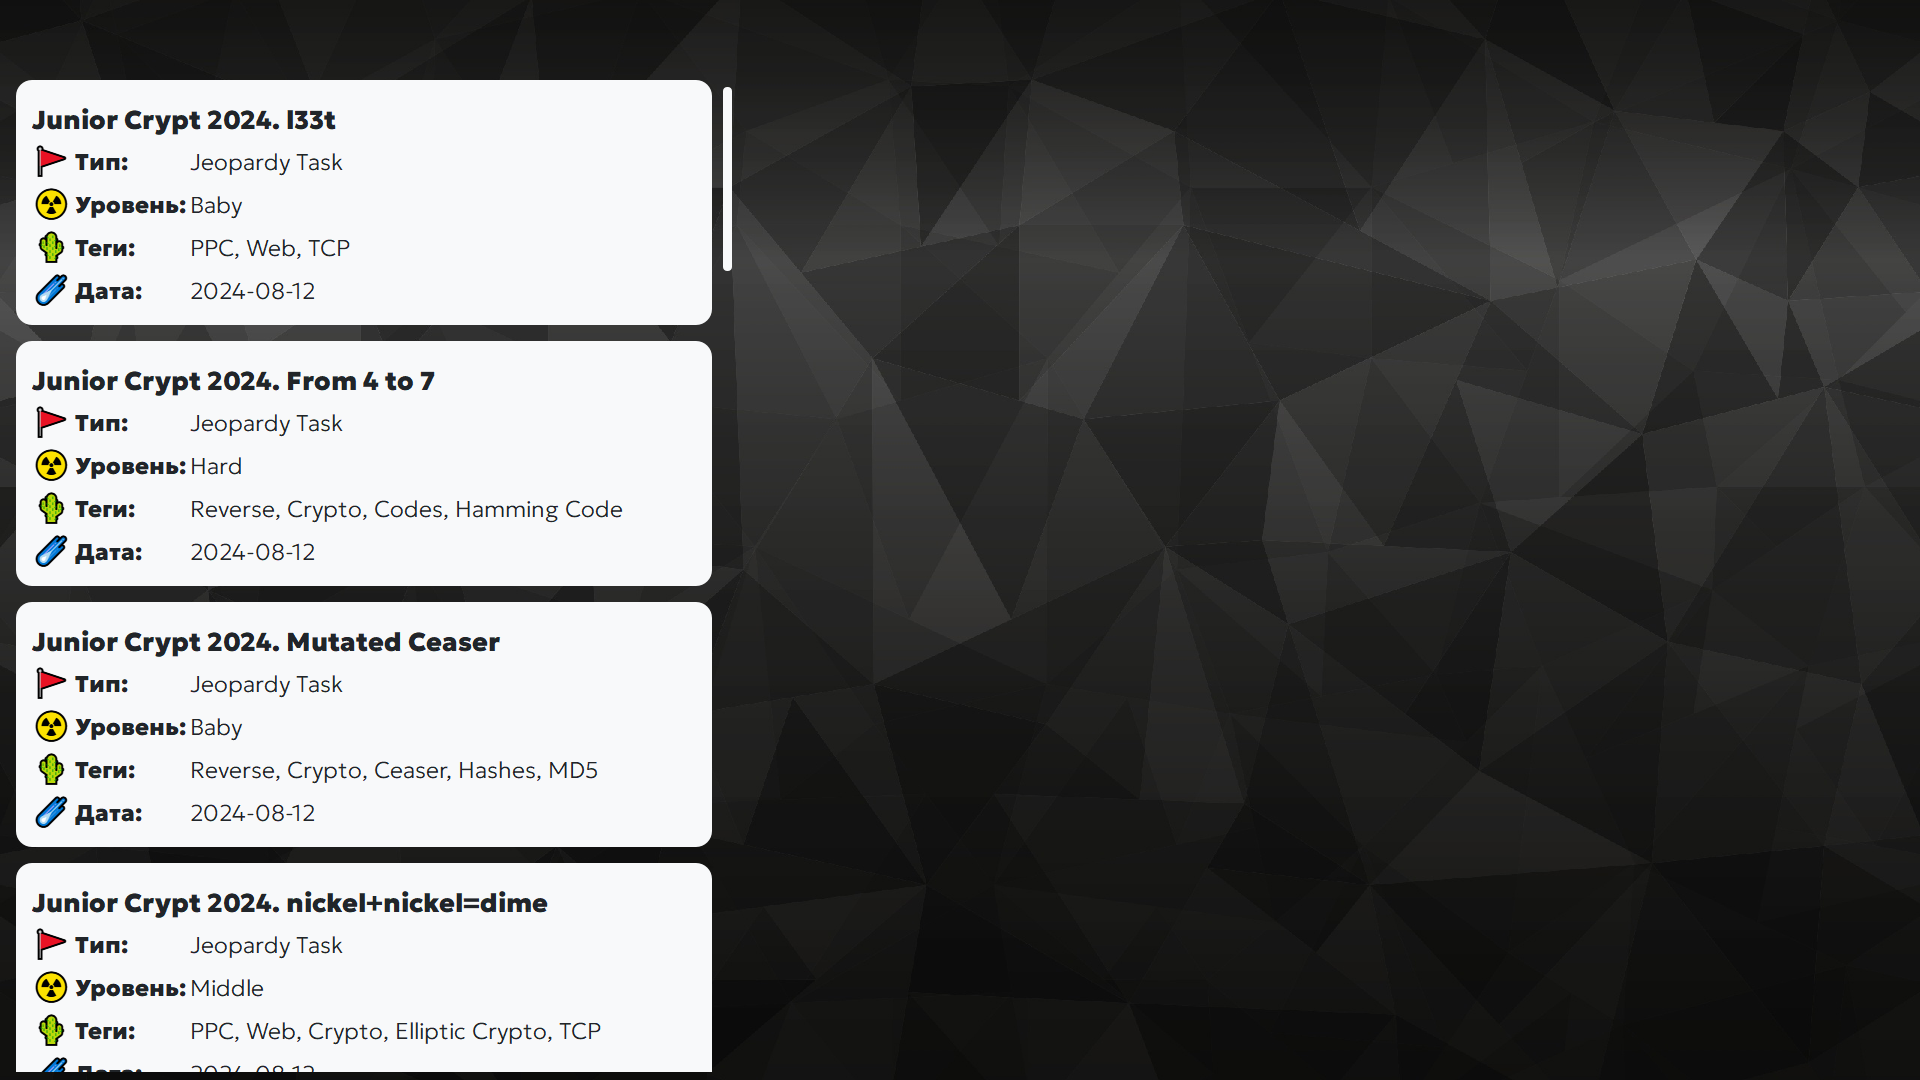 Junior Crypt 2024. l33t
Тип: Jeopardy Task
Уровень: Baby
Теги: PPC, Web, TCP
Дата: 2024-08-12
Junior Crypt 2024. From 4 to 7
Тип: Jeopardy Task
Уровень: Hard
Теги: Reverse, Crypto, Codes, Hamming Code
Дата: 2024-08-12
Junior Crypt 2024. Mutated Ceaser
Тип: Jeopardy Task
Уровень: Baby
Теги: Reverse, Crypto, Ceaser, Hashes, MD5
Дата: 2024-08-12
Junior Crypt 2024. nickel+nickel=dime
Тип: Jeopardy Task
Уровень: Middle
Теги: PPC, Web, Crypto, Elliptic Crypto, TCP
Дата: 2024-08-12